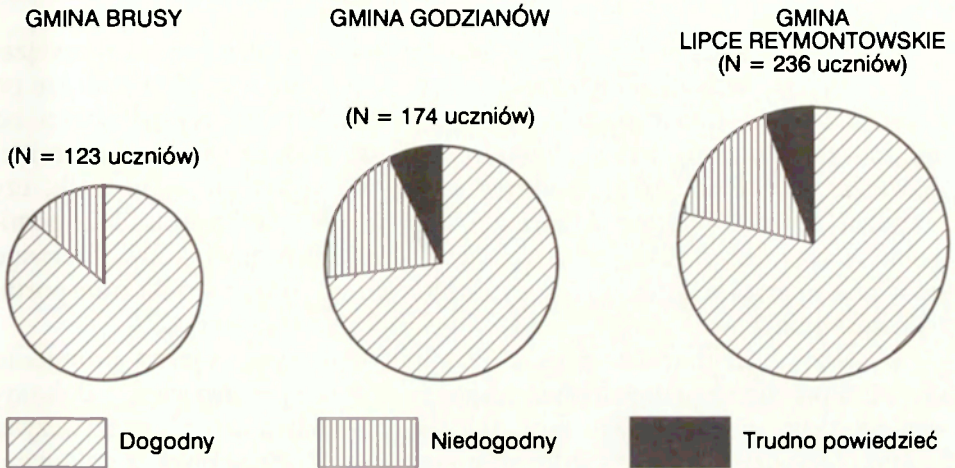 GMINA BRUSY
(N = 123 uczniów)
GMINA GODZIANÓW
(N = 174 uczniów)
GMINA
LIPCE REYMONTOWSKIE
(N = 236 uczniów)
Dogodny
Niedogodny
Trudno powiedzieć